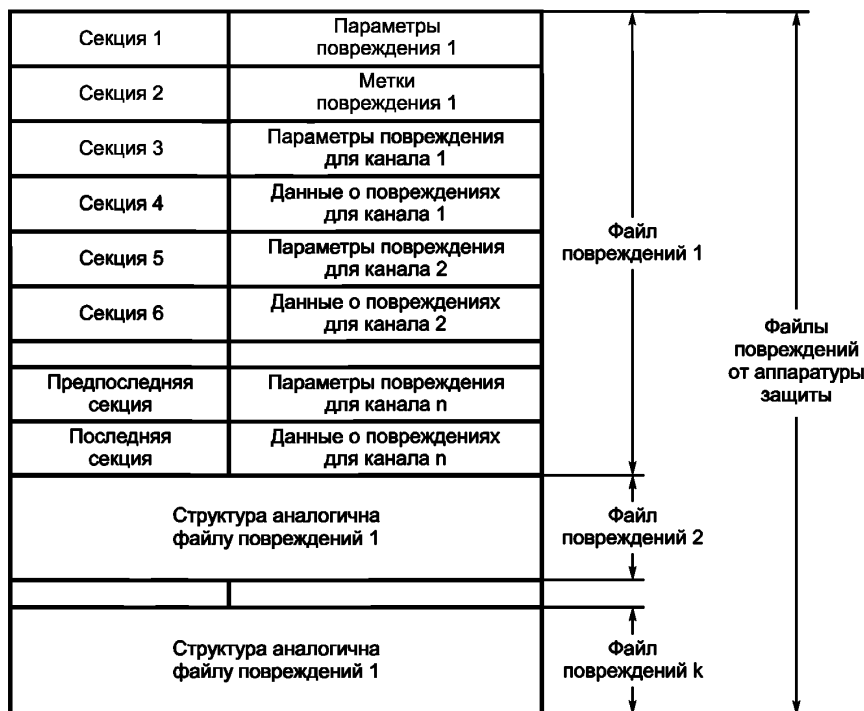 Секция 1
Параметры
повреждения 1
Секция 2
Метки
повреждения 1
Секция 3
Параметры повреждения
для канала 1
Секция 4
Данные о повреждениях
для канала 1
Секция 5
Параметры повреждения
для канала 2
Секция 6
Данные о повреждениях
для канала 2
Предпоследняя
секция
Параметры повреждения
для канала n
Последняя
секция
Данные о повреждениях
для канала n
Файл
повреждений 1
Структура аналогична
файлу повреждений 1
Файл
повреждений 2
Структура аналогична
файлу повреждений 1
Файл
повреждений k
Файлы
повреждений
от аппаратуры
защиты